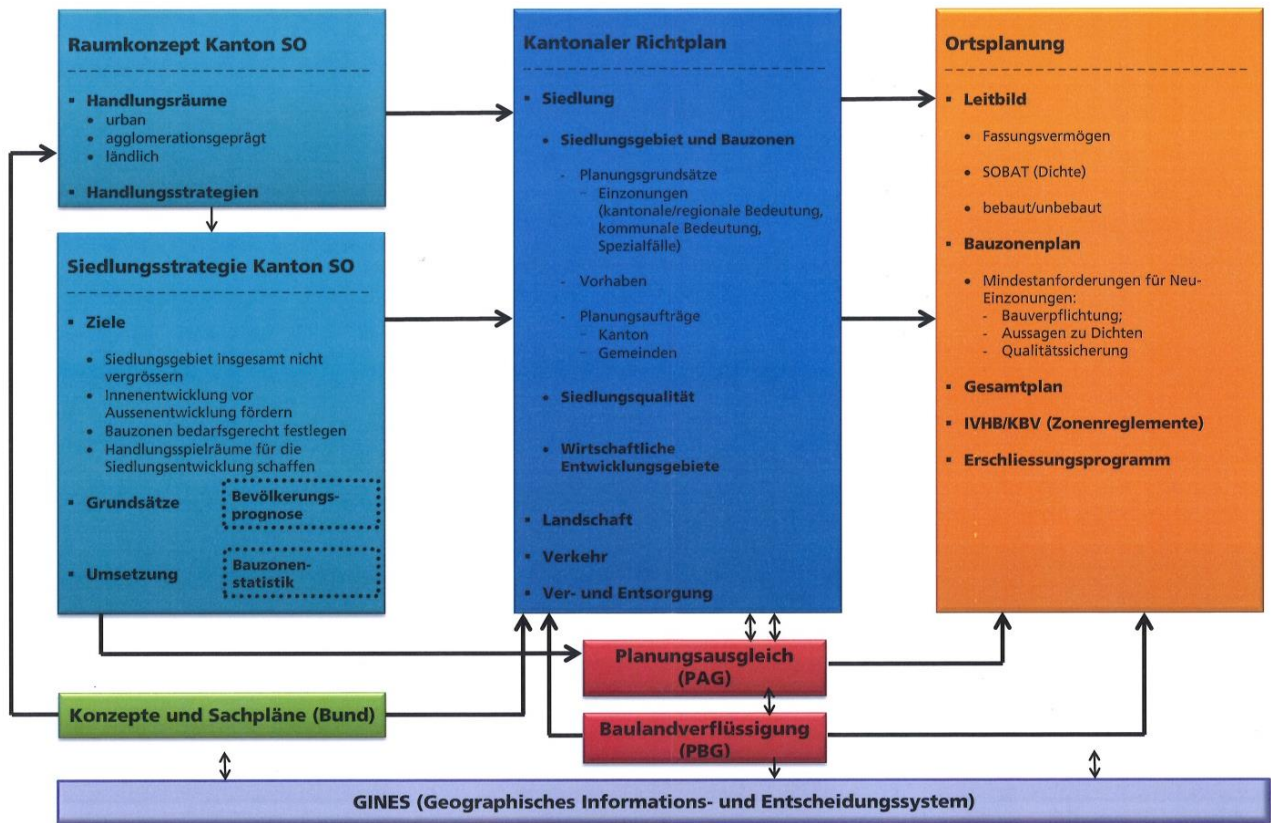 Raumkonzept Kanton SO
▪ Handlungsräume
• urban
• agglomerationsgeprägt
• ländlich
▪ Handlungsstrategien
Siedlungsstrategie Kanton SO
▪ Ziele
• Siedlungsgebiet insgesamt nicht
vergrössern
• Innenentwicklung vor
Aussenentwicklung fördern
• Bauzonen bedarfsgerecht festlegen
• Handlungsspielräume für die
Siedlungsentwicklung schaffen
▪ Grundsätze
Bevölkerungs-
prognose
▪ Umsetzung
Bauzonen-
statistik
Konzepte und Sachpläne (Bund)
Kantonaler Richtplan
▪ Siedlung
• Siedlungsgebiet und Bauzonen
- Planungsgrundsätze
− Einzonungen
(kantonale/regionale Bedeutung,
kommunale Bedeutung,
Spezialfälle)
- Vorhaben
- Planungsaufträge
− Kanton
− Gemeinden
• Siedlungsqualität
• Wirtschaftliche
Entwicklungsgebiete
▪ Landschaft
▪ Verkehr
▪ Ver- und Entsorgung
Planungsausgleich
(PAG)
Baulandverflüssigung
(PBG)
Ortsplanung
▪ Leitbild
• Fassungsvermögen
• SOBAT (Dichte)
• bebaut/unbebaut
▪ Bauzonenplan
• Mindestanforderungen für Neu-
Einzonungen:
- Bauverpflichtung;
- Aussagen zu Dichten
- Qualitätssicherung
▪ Gesamtplan
▪ IVHB/KBV (Zonenreglemente)
▪ Erschliessungsprogramm
GINES (Geographisches Informations- und Entscheidungssystem)